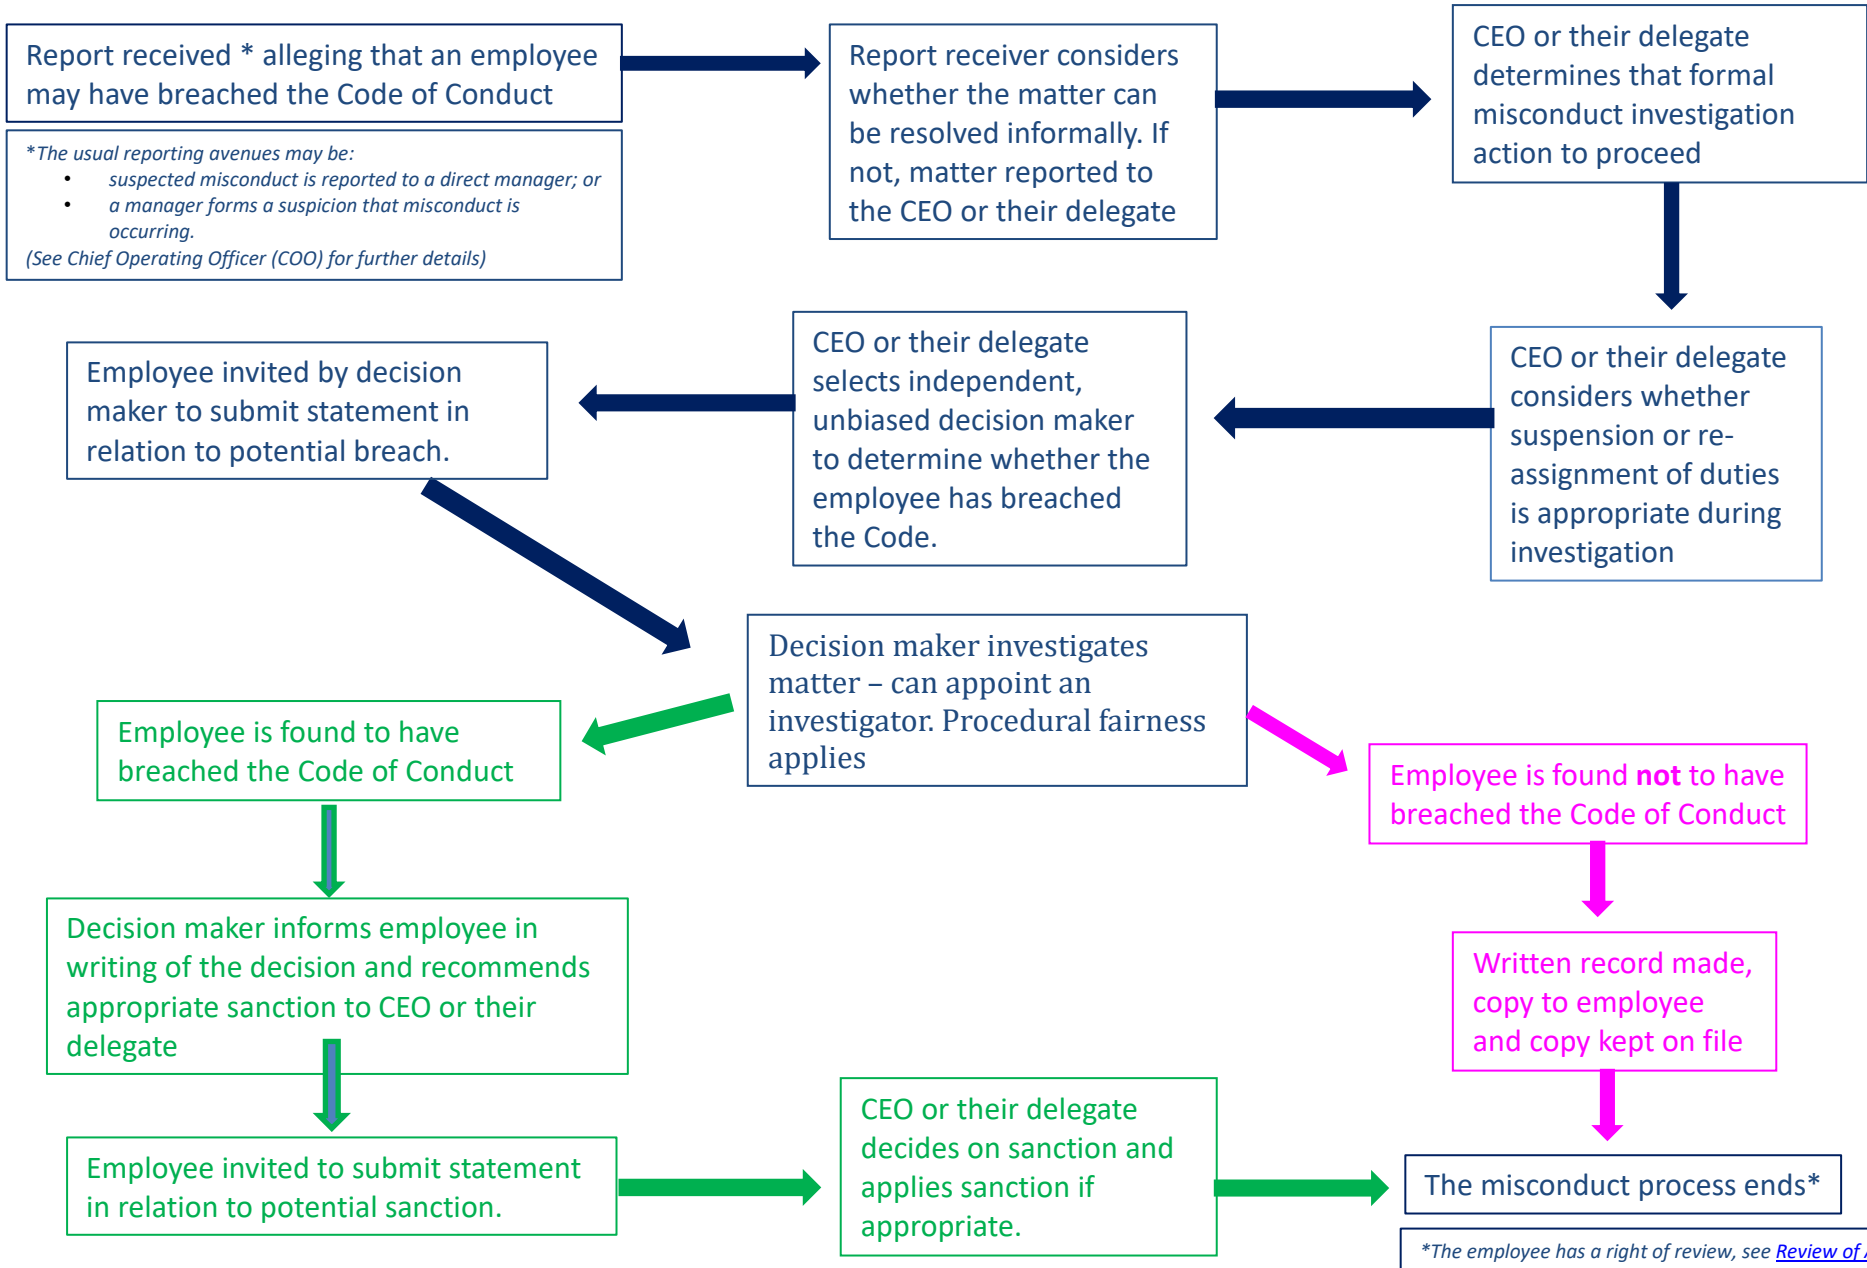 Report received * alleging that an employee
may have breached the Code of Conduct
*The usual reporting avenues may be:
• suspected misconduct is reported to a direct manager; or
• a manager forms a suspicion that misconduct is
occurring.
(See Chief Operating Officer (COO) for further details)
Report receiver considers
whether the matter can
be resolved informally. If
not, matter reported to
the CEO or their delegate
CEO or their delegate
determines that formal
misconduct investigation
action to proceed
CEO or their delegate
considers whether
suspension or re-
assignment of duties
is appropriate during
investigation
CEO or their delegate
selects independent,
unbiased decision maker
to determine whether the
employee has breached
the Code.
Employee invited by decision
maker to submit statement in
relation to potential breach.
Decision maker investigates
matter – can appoint an
investigator. Procedural fairness
applies
Employee is found to have
breached the Code of Conduct
Decision maker informs employee in
writing of the decision and recommends
appropriate sanction to CEO or their
delegate
Employee invited to submit statement
in relation to potential sanction.
CEO or their delegate
decides on sanction and
applies sanction if
appropriate.
Employee is found not to have
breached the Code of Conduct
Written record made,
copy to employee
and copy kept on file
The misconduct process ends*
*The employee has a right of review, see Review of